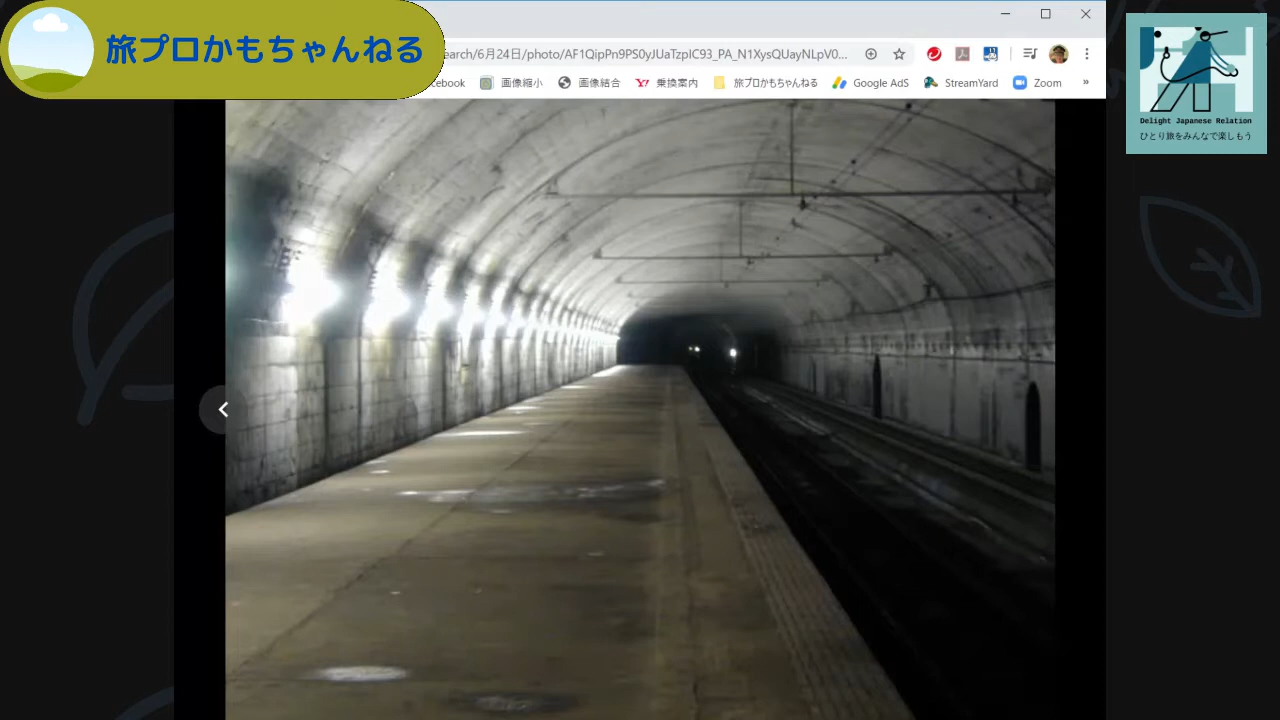 旅プロかもちゃんねる
earch/6月24日/photo/AF1QipPn9PS0yJUaTzpIC93_PA_N1XysQUayNLpV0...
ebook
画像縮小
画像結合
乗換案内
旅プロかもちゃんねる
Google AdS
StreamYard
Zoom
»
Delight Japanese Relation
ひとり旅をみんなで楽しもう